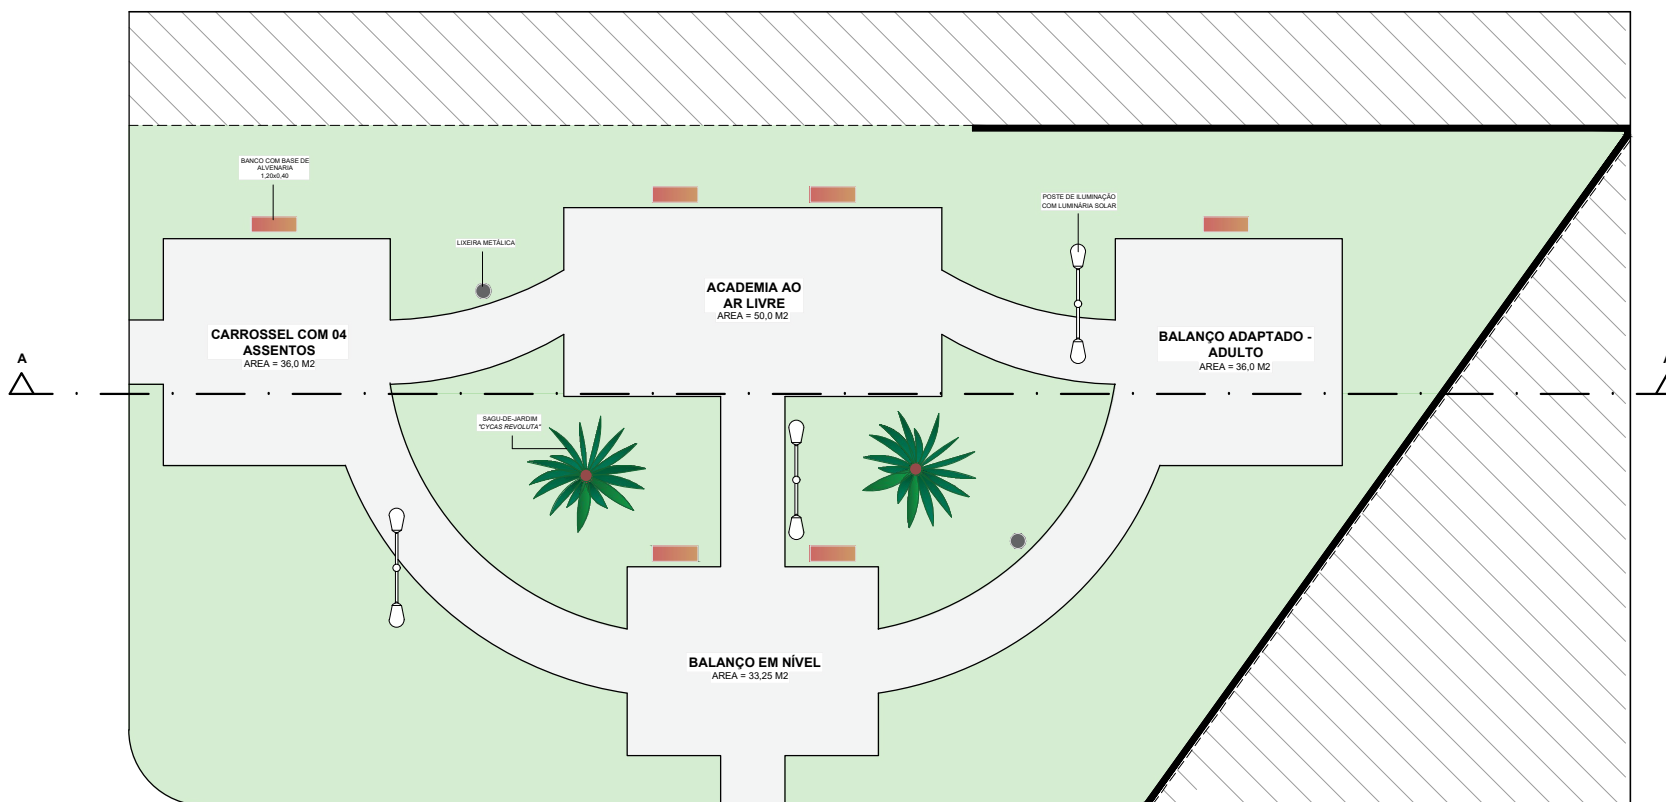 BANCO COM BASE DE
ALVENARIA
1,20x0,40
POSTE DE ILUMINAÇÃO
COM LUMINÁRIA SOLAR
LIXEIRA METÁLICA
ACADEMIA AO
AR LIVRE
AREA = 50,0 M2
CARROSSEL COM 04
ASSENTOS
AREA = 36,0 M2
BALANÇO ADAPTADO -
ADULTO
AREA = 36,0 M2
A
SAGU-DE-JARDIM
"CYCAS REVOLUTA"
BALANÇO EM NÍVEL
AREA = 33,25 M2